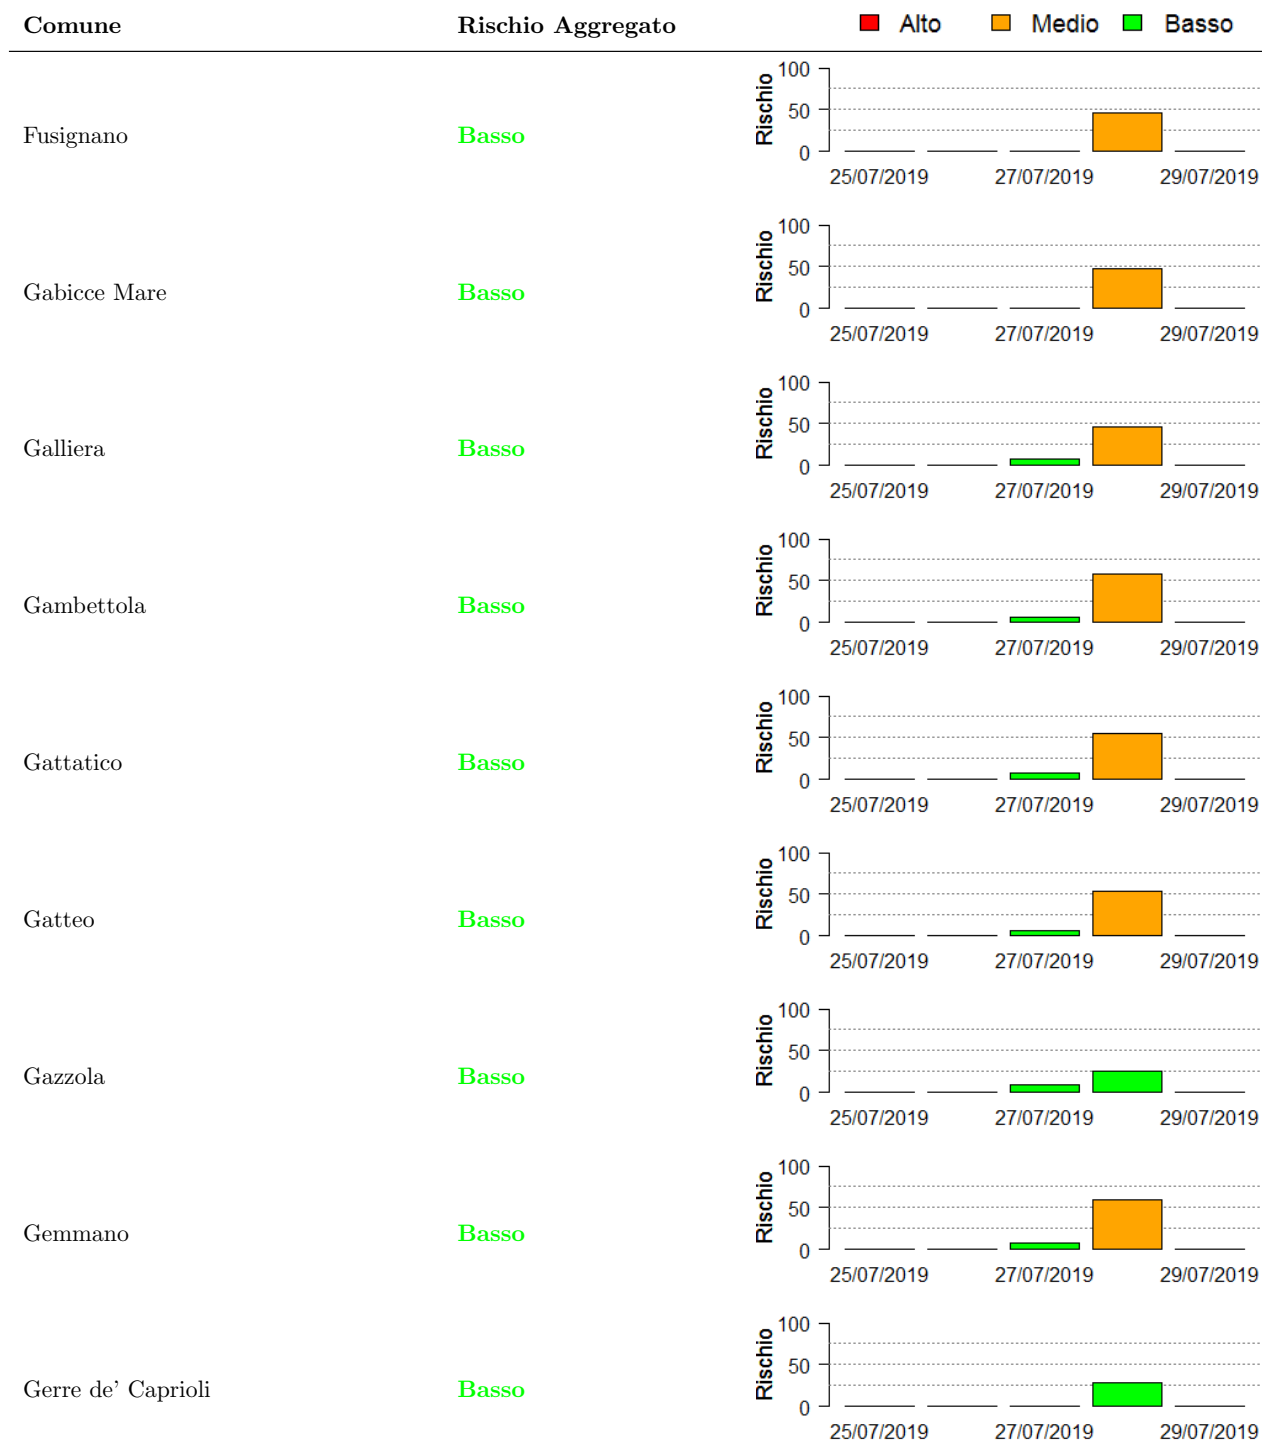 Comune Rischio Aggregato Alto Medio Basso
100
50
0
Rischio
Fusignano Basso
25/07/2019 27/07/2019 29/07/2019
100
50
0
Rischio
Gabicce Mare Basso
25/07/2019 27/07/2019 29/07/2019
100
50
0
Rischio
Galliera Basso
25/07/2019 27/07/2019 29/07/2019
100
50
0
Rischio
Gambettola Basso
25/07/2019 27/07/2019 29/07/2019
100
50
0
Rischio
Gattatico Basso
25/07/2019 27/07/2019 29/07/2019
100
50
0
Rischio
Gatteo Basso
25/07/2019 27/07/2019 29/07/2019
100
50
0
Rischio
Gazzola Basso
25/07/2019 27/07/2019 29/07/2019
100
50
0
Rischio
Gemmano Basso
25/07/2019 27/07/2019 29/07/2019
100
50
0
Rischio
Gerre de' Caprioli Basso
25/07/2019 27/07/2019 29/07/2019